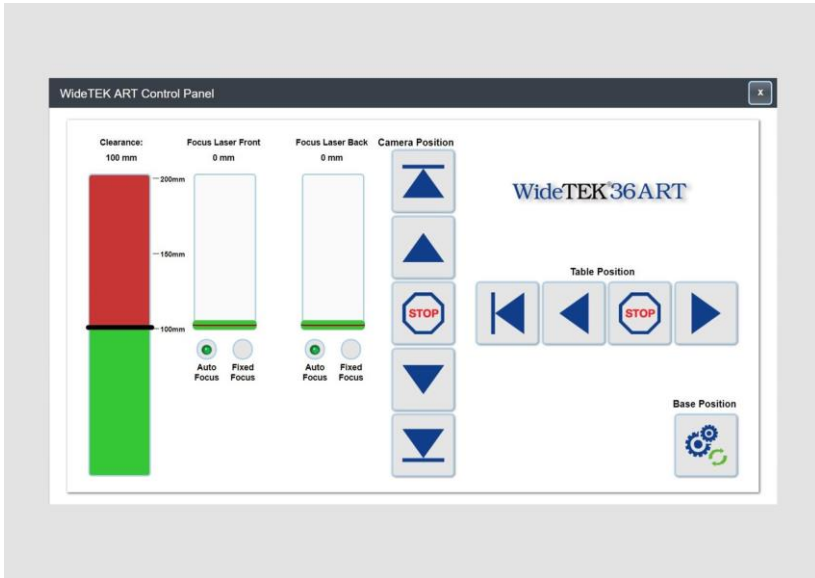 WideTEK ART Control Panel
x
Clearance:
100 mm
Focus Laser Front
0 mm
Focus Laser Back
0 mm
Camera Position
200mm
150mm
100mm
Auto Focus
Fixed Focus
Auto Focus
Fixed Focus
STOP
WideTEK®36ART
Table Position
STOP
Base Position